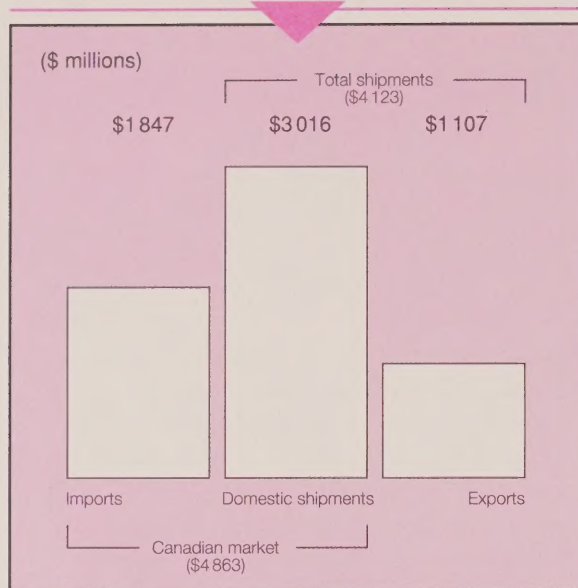 ($ millions)
Total shipments
($4 123)
$1 847
$3 016
$1 107
Imports
Domestic shipments
Exports
Canadian market
($4 863)